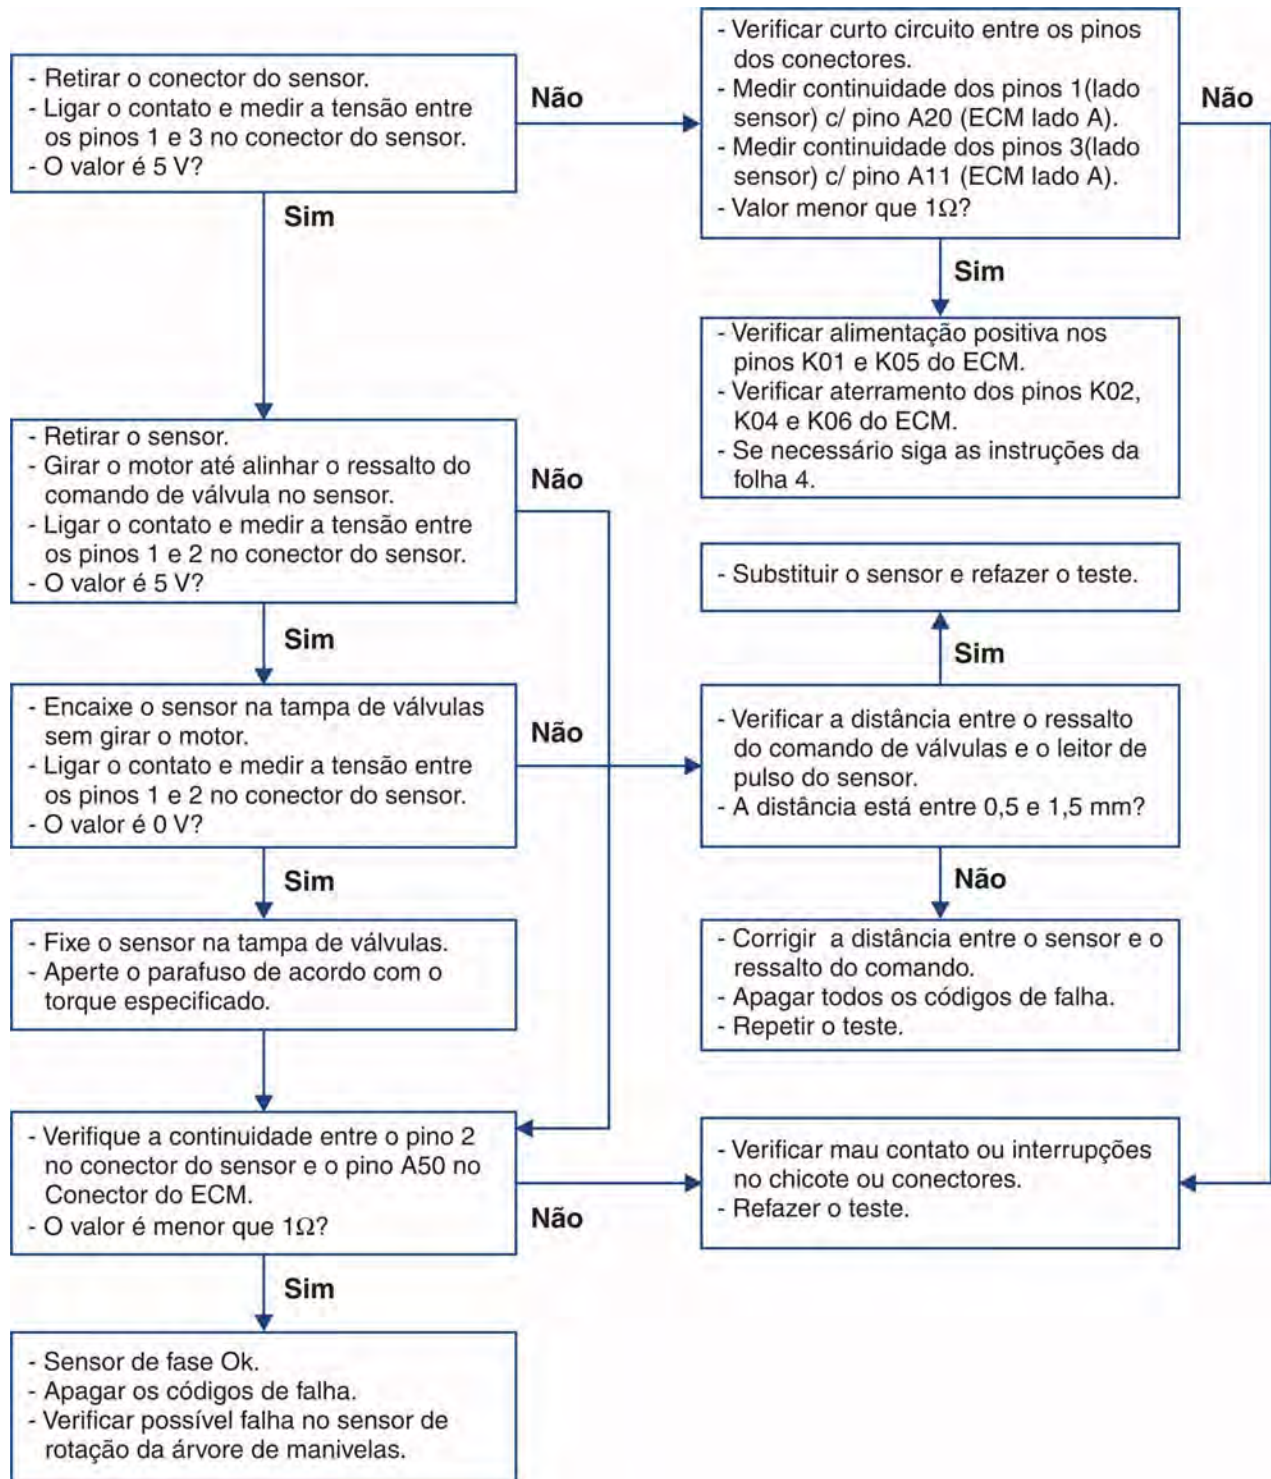 - Retirar o conector do sensor.
- Ligar o contato e medir a tensão entre
os pinos 1 e 3 no conector do sensor.
- O valor é 5 V?
Não
- Verificar curto circuito entre os pinos
dos conectores.
- Medir continuidade dos pinos 1(lado
sensor) c/ pino A20 (ECM lado A).
- Medir continuidade dos pinos 3(lado
sensor) c/ pino A11 (ECM lado A).
- Valor menor que 1Ω?
Não
Sim
Sim
- Verificar alimentação positiva nos
pinos K01 e K05 do ECM.
- Verificar aterramento dos pinos K02,
K04 e K06 do ECM.
- Se necessário siga as instruções da
folha 4.
- Retirar o sensor.
- Girar o motor até alinhar o ressalto do
comando de válvula no sensor.
- Ligar o contato e medir a tensão entre
os pinos 1 e 2 no conector do sensor.
- O valor é 5 V?
Não
Sim
- Substituir o sensor e refazer o teste.
Sim
- Encaixe o sensor na tampa de válvulas
sem girar o motor.
- Ligar o contato e medir a tensão entre
os pinos 1 e 2 no conector do sensor.
- O valor é 0 V?
Não
- Verificar a distância entre o ressalto
do comando de válvulas e o leitor de
pulso do sensor.
- A distância está entre 0,5 e 1,5 mm?
Sim
Não
- Fixe o sensor na tampa de válvulas.
- Aperte o parafuso de acordo com o
torque especificado.
- Corrigir a distância entre o sensor e o
ressalto do comando.
- Apagar todos os códigos de falha.
- Repetir o teste.
- Verifique a continuidade entre o pino 2
no conector do sensor e o pino A50 no
Conector do ECM.
- O valor é menor que 1Ω?
Não
- Verificar mau contato ou interrupções
no chicote ou conectores.
- Refazer o teste.
Sim
- Sensor de fase Ok.
- Apagar os códigos de falha.
- Verificar possível falha no sensor de
rotação da árvore de manivelas.